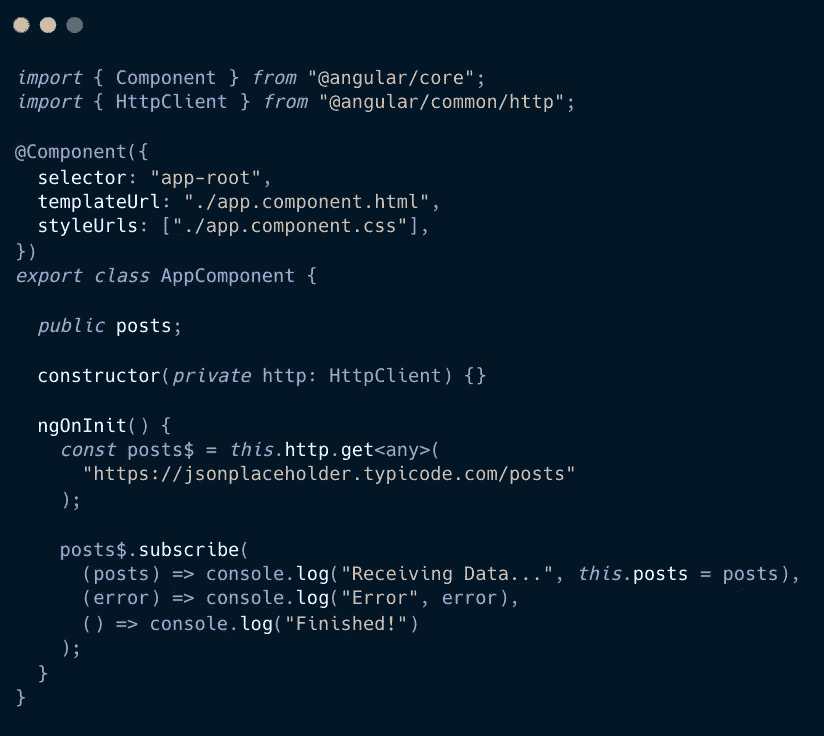 import { Component } from "@angular/core";
import { HttpClient } from "@angular/common/http";

@Component({
  selector: "app-root",
  templateUrl: "./app.component.html",
  styleUrls: ["./app.component.css"],
})
export class AppComponent {

  public posts;

  constructor(private http: HttpClient) {}

  ngOnInit() {
    const posts$ = this.http.get<any>(
      "https://jsonplaceholder.typicode.com/posts"
    );

    posts$.subscribe(
      (posts) => console.log("Receiving Data...", this.posts = posts),
      (error) => console.log("Error", error),
      () => console.log("Finished!")
    );
  }
}